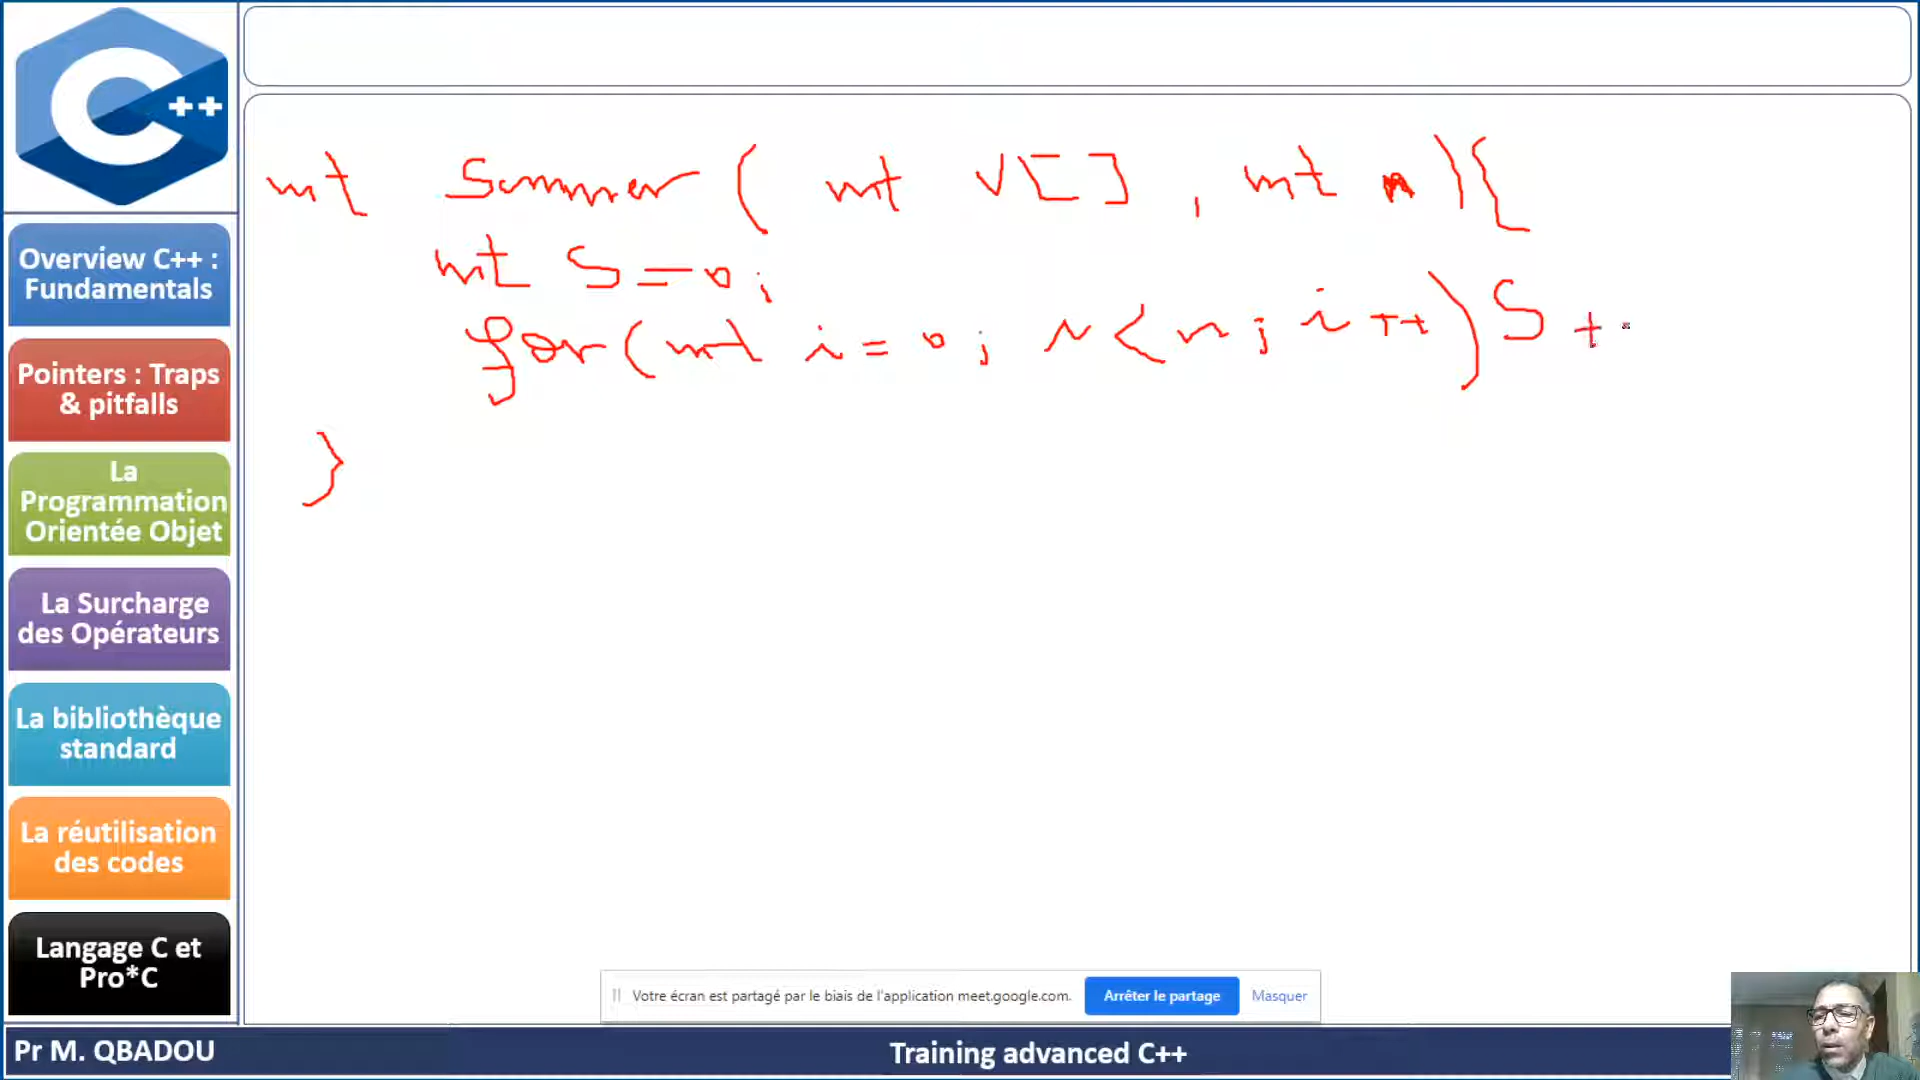 ++
Overview C++ :
Fundamentals
Pointers : Traps
& pitfalls
La
Programmation
Orientée Objet
La Surcharge
des Opérateurs
La bibliothèque
standard
La réutilisation
des codes
Langage C et
Pro*C
int Sommer ( int V[] , int n ) {
int S = 0 ;
for ( int i = 0 ; i < n ; i ++ ) S +
}
Votre écran est partagé par le biais de l'application meet.google.com.
Arrêter le partage
Masquer
Pr M. QBADOU
Training advanced C++